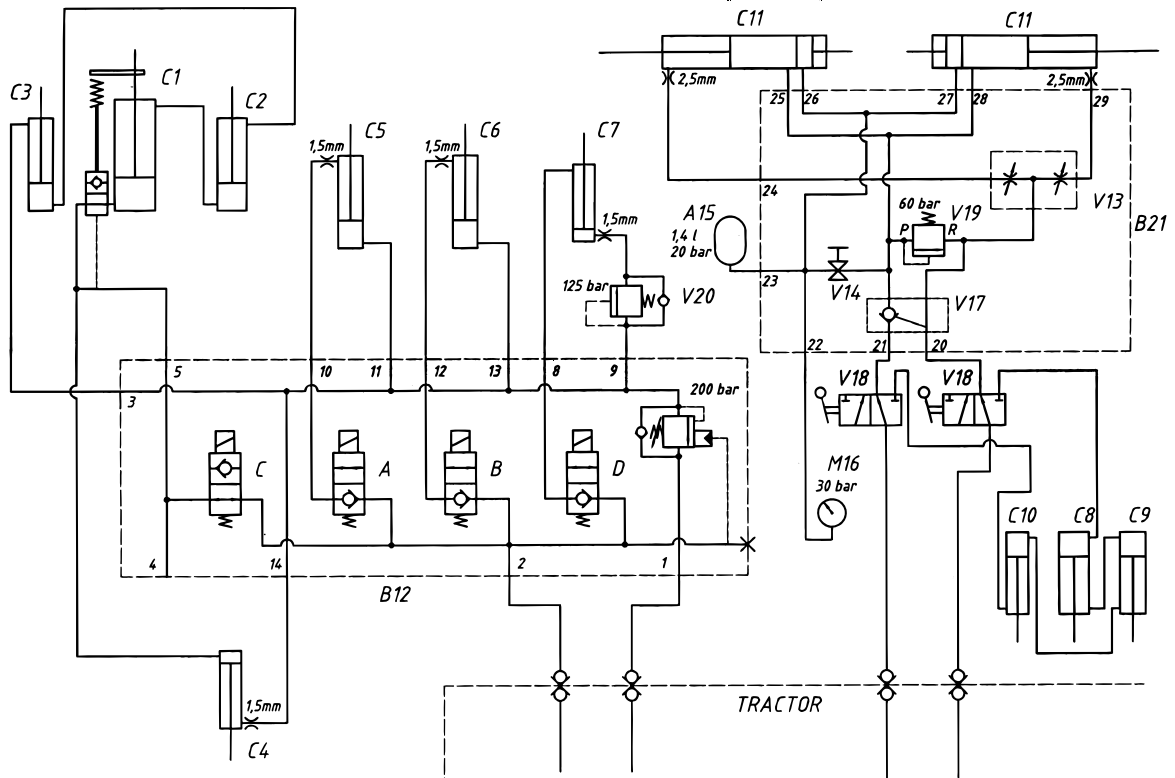 C11
C11
C1
C3
C2
2,5mm
2,5mm
25
26
27
28
29
C5
C6
C7
1,5mm
1,5mm
1,5mm
24
V13
B21
A15
1,4 l
20 bar
60 bar
V19
P
R
23
V14
V17
125 bar
V20
22
21
20
5
10
11
12
13
8
9
3
200 bar
V18
V18
C
A
B
D
M16
30 bar
C10
C8
C9
4
14
2
1
B12
TRACTOR
1,5mm
C4